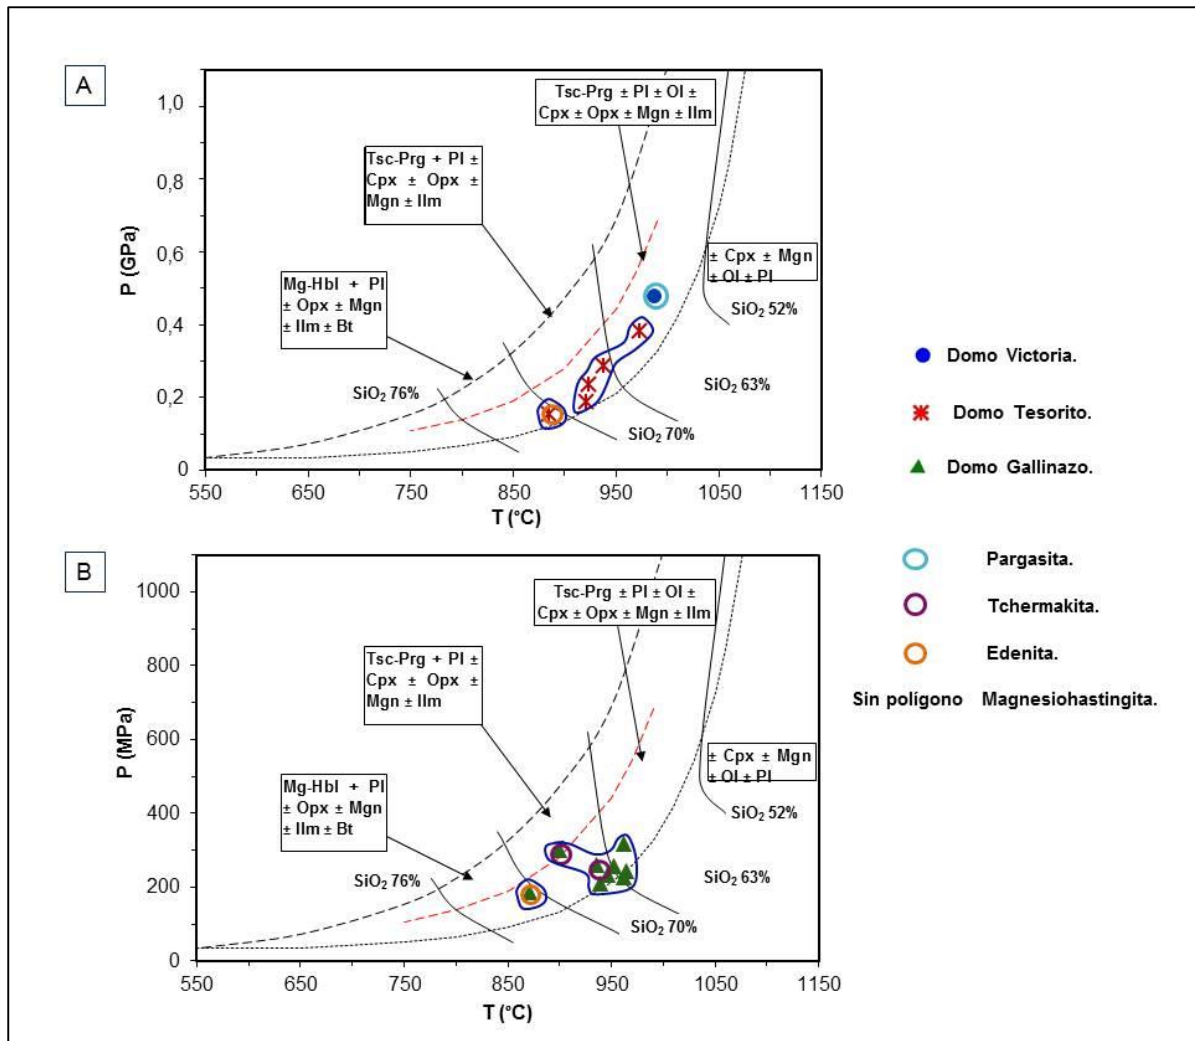 A
1,0
0,8
0,6
0,4
0,2
0
P (GPa)
550
650
750
850
950
1050
1150
T (°C)
Tsc-Prg ± Pl ± Ol ±
Cpx ± Opx ± Mgn ± Ilm
Tsc-Prg + Pl ±
Cpx ± Opx ±
Mgn ± Ilm
Mg-Hbl + Pl
± Opx ± Mgn
± Ilm ± Bt
± Cpx ± Mgn
± Ol ± Pl
SiO₂ 52%
SiO₂ 63%
SiO₂ 76%
SiO₂ 70%
Domo Victoria.
Domo Tesorito.
Domo Gallinazo.
B
1000
800
600
400
200
0
P (MPa)
550
650
750
850
950
1050
1150
T (°C)
Tsc-Prg ± Pl ± Ol ±
Cpx ± Opx ± Mgn ± Ilm
Tsc-Prg + Pl ±
Cpx ± Opx ±
Mgn ± Ilm
Mg-Hbl + Pl
± Opx ± Mgn
± Ilm ± Bt
± Cpx ± Mgn
± Ol ± Pl
SiO₂ 52%
SiO₂ 63%
SiO₂ 76%
SiO₂ 70%
Pargasita.
Tchermakita.
Edenita.
Sin polígono Magnesiohastingita.